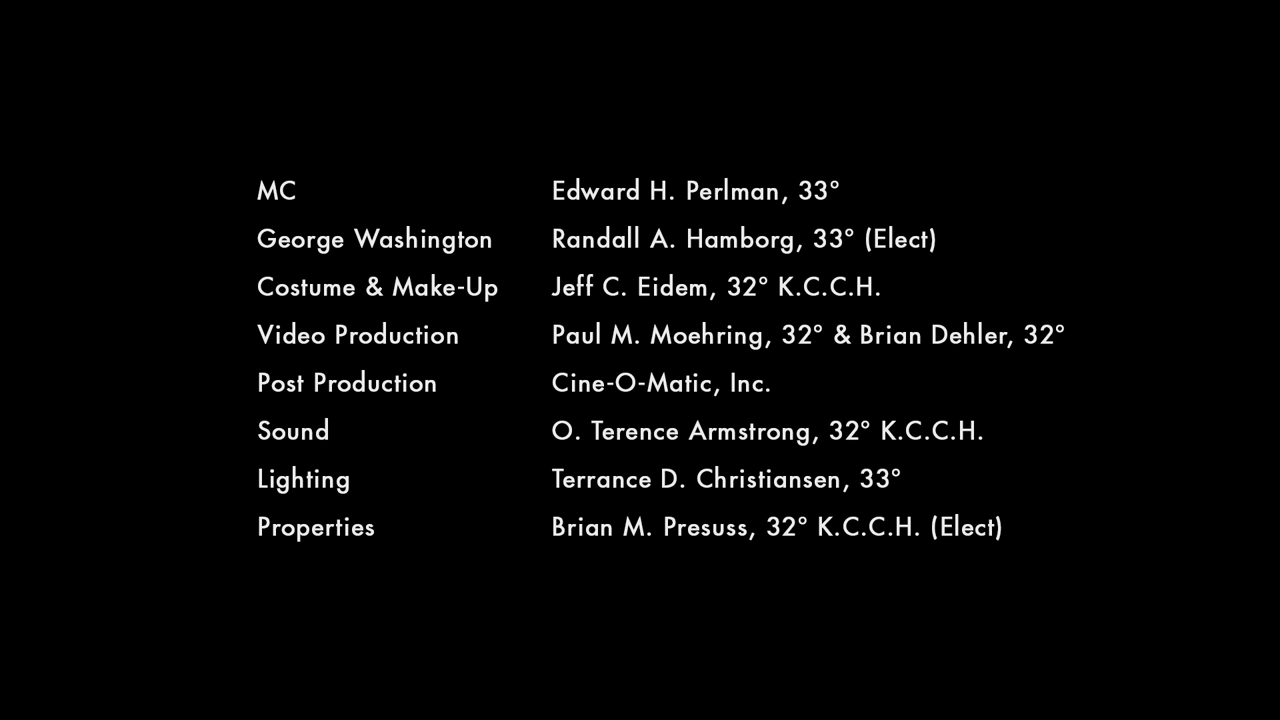 MC Edward H. Perlman, 33°
George Washington Randall A. Hamborg, 33° (Elect)
Costume & Make-Up Jeff C. Eidem, 32° K.C.C.H.
Video Production Paul M. Moehring, 32° & Brian Dehler, 32°
Post Production Cine-O-Matic, Inc.
Sound O. Terence Armstrong, 32° K.C.C.H.
Lighting Terrance D. Christiansen, 33°
Properties Brian M. Presuss, 32° K.C.C.H. (Elect)